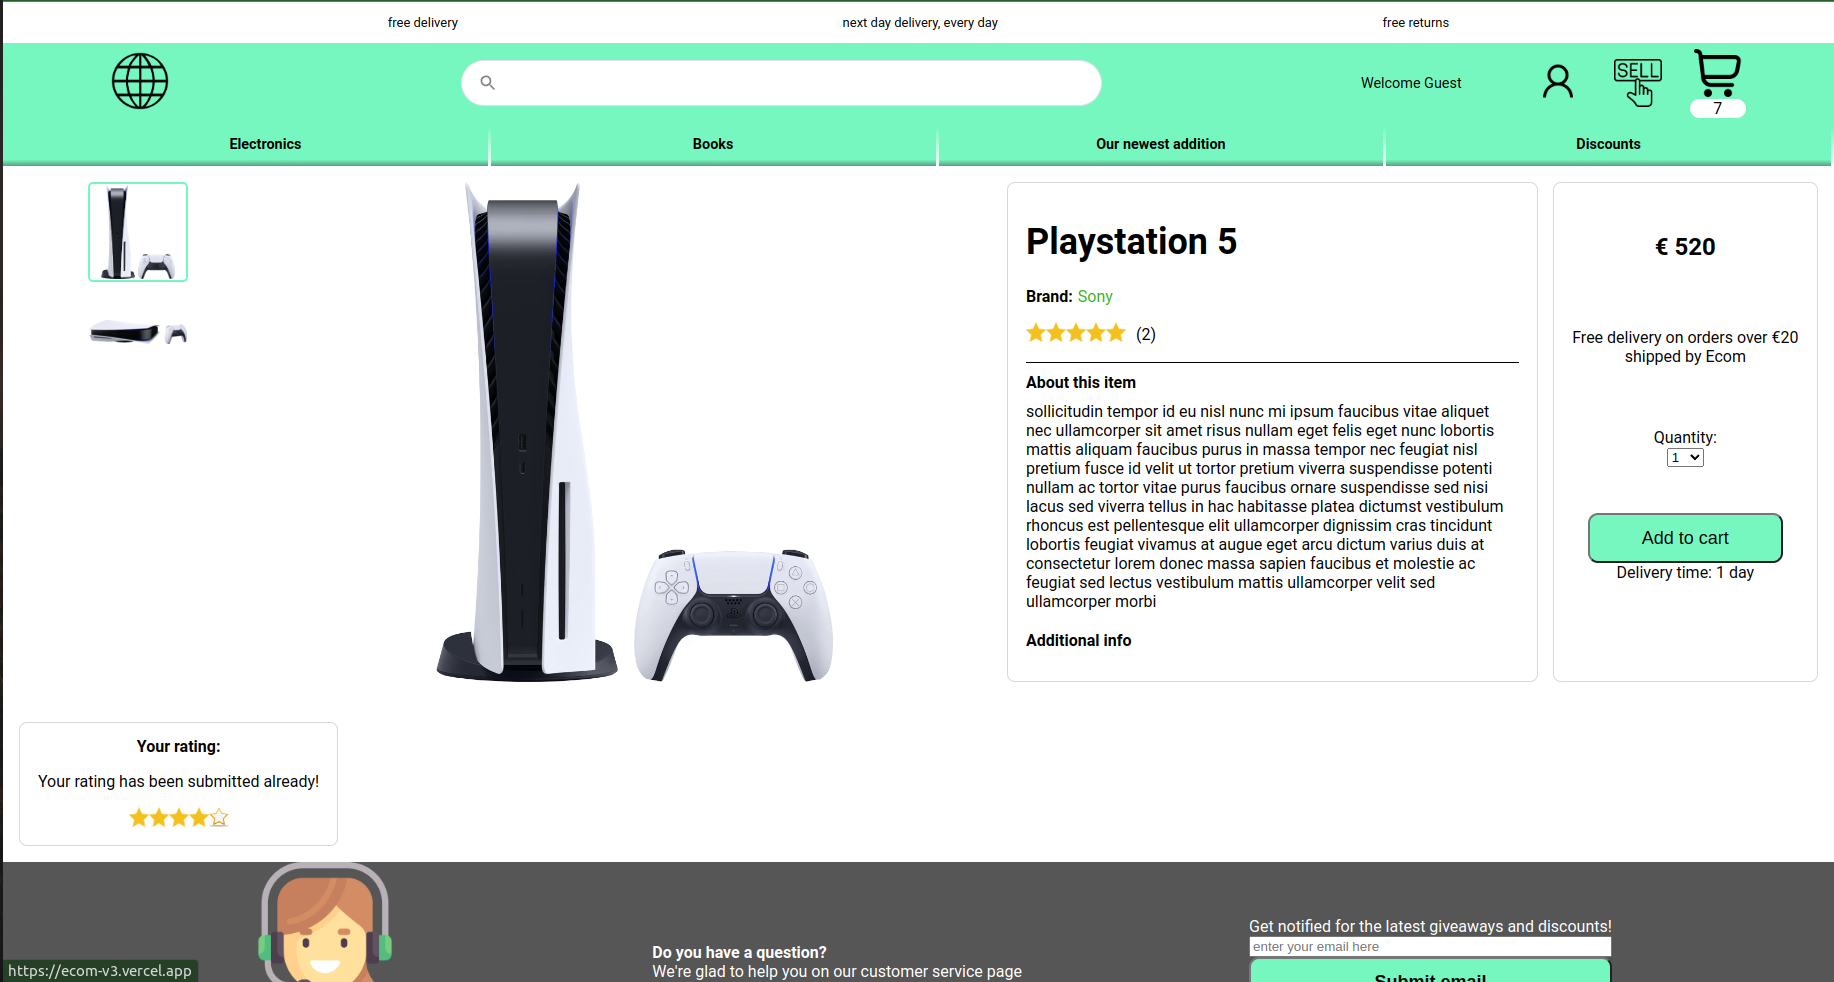 free delivery
next day delivery, every day
free returns
Welcome Guest
SELL
7
Electronics
Books
Our newest addition
Discounts
Playstation 5
Brand: Sony
(2)
About this item
sollicitudin tempor id eu nisl nunc mi ipsum faucibus vitae aliquet
nec ullamcorper sit amet risus nullam eget felis eget nunc lobortis
mattis aliquam faucibus purus in massa tempor nec feugiat nisl
pretium fusce id velit ut tortor pretium viverra suspendisse potenti
nullam ac tortor vitae purus faucibus ornare suspendisse sed nisi
lacus sed viverra tellus in hac habitasse platea dictumst vestibulum
rhoncus est pellentesque elit ullamcorper dignissim cras tincidunt
lobortis feugiat vivamus at augue eget arcu dictum varius duis at
consectetur lorem donec massa sapien faucibus et molestie ac
feugiat sed lectus vestibulum mattis ullamcorper velit sed
ullamcorper morbi
Additional info
€ 520
Free delivery on orders over €20
shipped by Ecom
Quantity:
1
Add to cart
Delivery time: 1 day
Your rating:
Your rating has been submitted already!
Do you have a question?
We're glad to help you on our customer service page
Get notified for the latest giveaways and discounts!
enter your email here
Submit email
https://ecom-v3.vercel.app